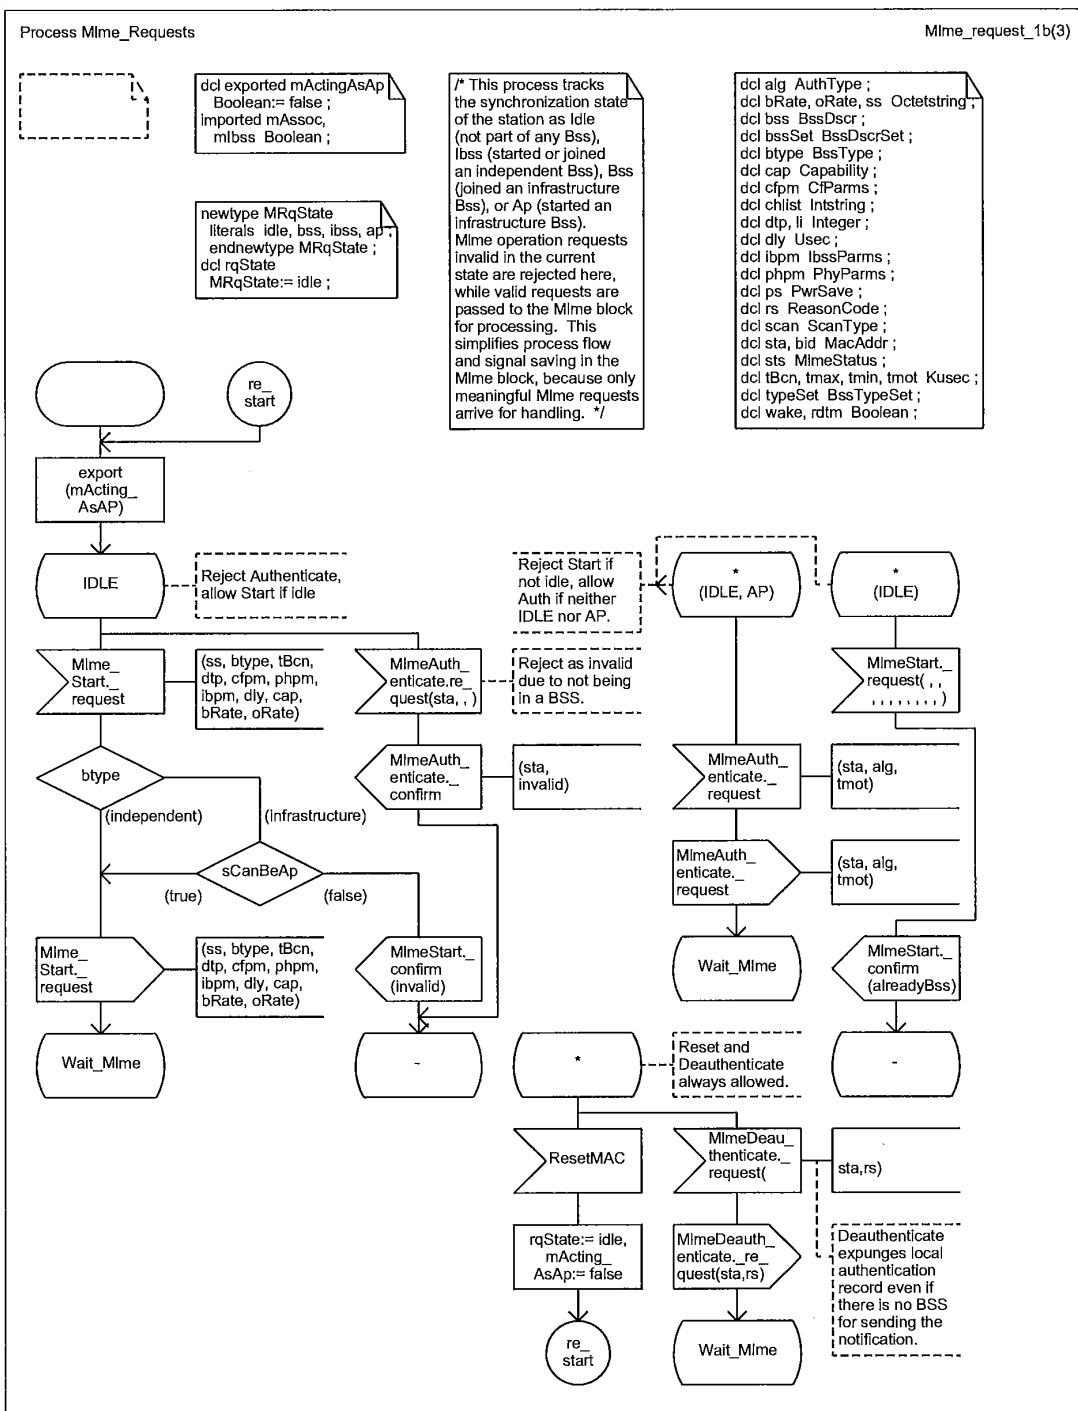 Process Mlme_Requests
Mlme_request_1b(3)
dcl exported mActingAsAp
Boolean:= false ;
imported mAssoc,
mIbss Boolean ;
newtype MRqState
literals idle, bss, ibss, ap ;
endnewtype MRqState ;
dcl rqState
MRqState:= idle ;
/* This process tracks
the synchronization state
of the station as Idle
(not part of any Bss),
Ibss (started or joined
an independent Bss), Bss
(joined an infrastructure
Bss), or Ap (started an
infrastructure Bss).
Mlme operation requests
invalid in the current
state are rejected here,
while valid requests are
passed to the Mlme block
for processing. This
simplifies process flow
and signal saving in the
Mlme block, because only
meaningful Mlme requests
arrive for handling. */
dcl alg AuthType ;
dcl bRate, oRate, ss Octetstring ;
dcl bss BssDscr ;
dcl bssSet BssDscrSet ;
dcl btype BssType ;
dcl cap Capability ;
dcl cfpm CfParms ;
dcl chlist Intstring ;
dcl dtp, li Integer ;
dcl dly Usec ;
dcl ibpm IbssParms ;
dcl phpm PhyParms ;
dcl ps PwrSave ;
dcl rs ReasonCode ;
dcl scan ScanType ;
dcl sta, bid MacAddr ;
dcl sts MlmeStatus ;
dcl tBcn, tmax, tmin, tmot Kusec ;
dcl typeSet BssTypeSet ;
dcl wake, rdtm Boolean ;
re_
start
export
(mActing_
AsAP)
IDLE
Reject Authenticate,
allow Start if idle
Reject Start if
not idle, allow
Auth if neither
IDLE nor AP.
*
(IDLE, AP)
*
(IDLE)
Mlme_
Start._
request
(ss, btype, tBcn,
dtp, cfpm, phpm,
ibpm, dly, cap,
bRate, oRate)
MlmeAuth_
enticate.re_
quest(sta, , )
Reject as invalid
due to not being
in a BSS.
MlmeStart._
request( , ,
, , , , , , , , )
btype
(independent)
(infrastructure)
MlmeAuth_
enticate._
confirm
(sta,
invalid)
MlmeAuth_
enticate._
request
(sta, alg,
tmot)
sCanBeAp
(true)
(false)
MlmeAuth_
enticate._
request
(sta, alg,
tmot)
Mlme_
Start._
request
(ss, btype, tBcn,
dtp, cfpm, phpm,
ibpm, dly, cap,
bRate, oRate)
MlmeStart._
confirm
(invalid)
Wait_Mlme
MlmeStart._
confirm
(alreadyBss)
Wait_Mlme
-
*
Reset and
Deauthenticate
always allowed.
-
ResetMAC
MlmeDeau_
thenticate._
request(
sta,rs)
rqState:= idle,
mActing_
AsAp:= false
MlmeDeauth_
enticate._re_
quest(sta,rs)
Deauthenticate
expunges local
authentication
record even if
there is no BSS
for sending the
notification.
re_
start
Wait_Mlme